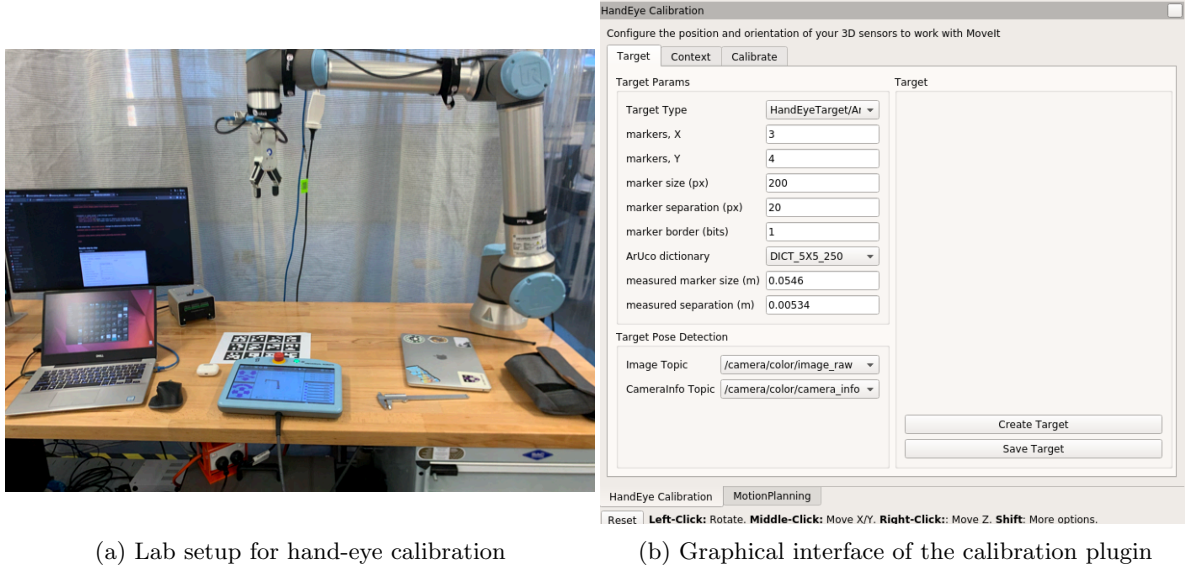 HandEye Calibration
Configure the position and orientation of your 3D sensors to work with MoveIt
Target Context Calibrate
Target Params
Target Type HandEyeTarget/Ar
markers, X 3
markers, Y 4
marker size (px) 200
marker separation (px) 20
marker border (bits) 1
ArUco dictionary DICT_5X5_250
measured marker size (m) 0.0546
measured separation (m) 0.00534
Target Pose Detection
Image Topic /camera/color/image_raw
CameraInfo Topic /camera/color/camera_info
Target
Create Target
Save Target
HandEye Calibration MotionPlanning
Reset Left-Click: Rotate. Middle-Click: Move X/Y. Right-Click:: Move Z. Shift: More options.
(a) Lab setup for hand-eye calibration
(b) Graphical interface of the calibration plugin